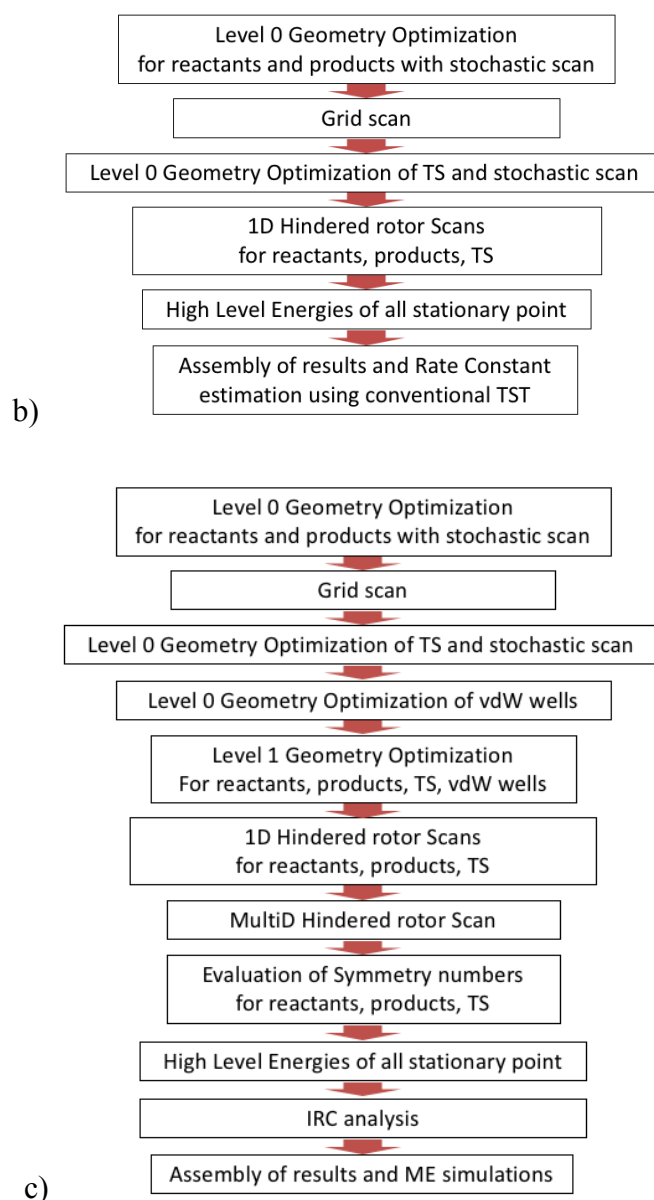 Level 0 Geometry Optimization
for reactants and products with stochastic scan
Grid scan
Level 0 Geometry Optimization of TS and stochastic scan
1D Hindered rotor Scans
for reactants, products, TS
High Level Energies of all stationary point
Assembly of results and Rate Constant
estimation using conventional TST
b)
Level 0 Geometry Optimization
for reactants and products with stochastic scan
Grid scan
Level 0 Geometry Optimization of TS and stochastic scan
Level 0 Geometry Optimization of vdW wells
Level 1 Geometry Optimization
For reactants, products, TS, vdW wells
1D Hindered rotor Scans
for reactants, products, TS
MultiD Hindered rotor Scan
Evaluation of Symmetry numbers
for reactants, products, TS
High Level Energies of all stationary point
IRC analysis
Assembly of results and ME simulations
c)